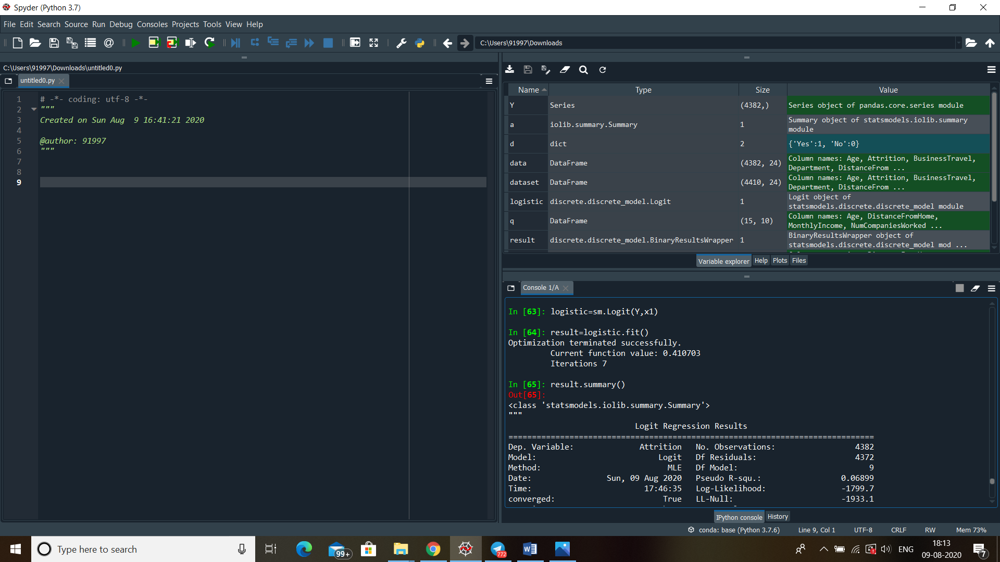 Spyder (Python 3.7)
File Edit Search Source Run Debug Consoles Projects Tools View Help
C:\Users\91997\Downloads
C:\Users\91997\Downloads\untitled0.py
untitled0.py
1 # -*- coding: utf-8 -*-
2 """
3 Created on Sun Aug  9 16:41:21 2020
4
5 @author: 91997
6 """
7
8
9
Name Type Size Value
Y Series (4382,) Series object of pandas.core.series module
a iolib.summary.Summary 1 Summary object of statsmodels.iolib.summary
module
d dict 2 {'Yes':1, 'No':0}
data DataFrame (4382, 24) Column names: Age, Attrition, BusinessTravel,
Department, DistanceFrom ...
dataset DataFrame (4410, 24) Column names: Age, Attrition, BusinessTravel,
Department, DistanceFrom ...
logistic discrete.discrete_model.Logit 1 Logit object of
statsmodels.discrete.discrete_model module
q DataFrame (15, 10) Column names: Age, DistanceFromHome,
MonthlyIncome, NumCompaniesWorked ...
result discrete.discrete_model.BinaryResultsWrapper 1 BinaryResultsWrapper object of
statsmodels.discrete.discrete_model mod ...
Variable explorer Help Plots Files
Console 1/A
In [63]: logistic=sm.Logit(Y,x1)
In [64]: result=logistic.fit()
Optimization terminated successfully.
Current function value: 0.410703
Iterations 7
In [65]: result.summary()
Out[65]:
<class 'statsmodels.iolib.summary.Summary'>
"""
Logit Regression Results
==============================================================================
Dep. Variable: Attrition No. Observations: 4382
Model: Logit Df Residuals: 4372
Method: MLE Df Model: 9
Date: Sun, 09 Aug 2020 Pseudo R-squ.: 0.06899
Time: 17:46:35 Log-Likelihood: -1799.7
converged: True LL-Null: -1933.1
IPython console History
conda: base (Python 3.7.6) Line 9, Col 1 UTF-8 CRLF RW Mem 73%
Type here to search
99+
772
ENG
18:13
09-08-2020
7